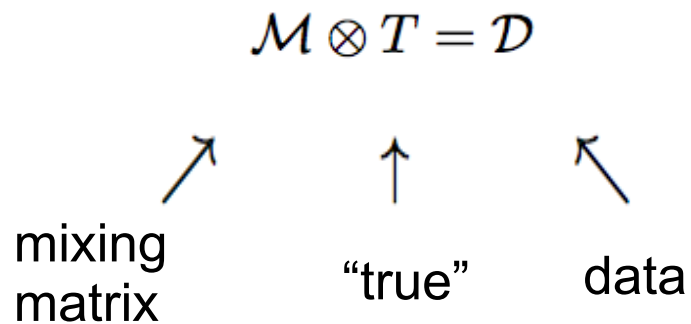 ℳ ⊗ T = 𝒟
mixing
matrix
“true”
data